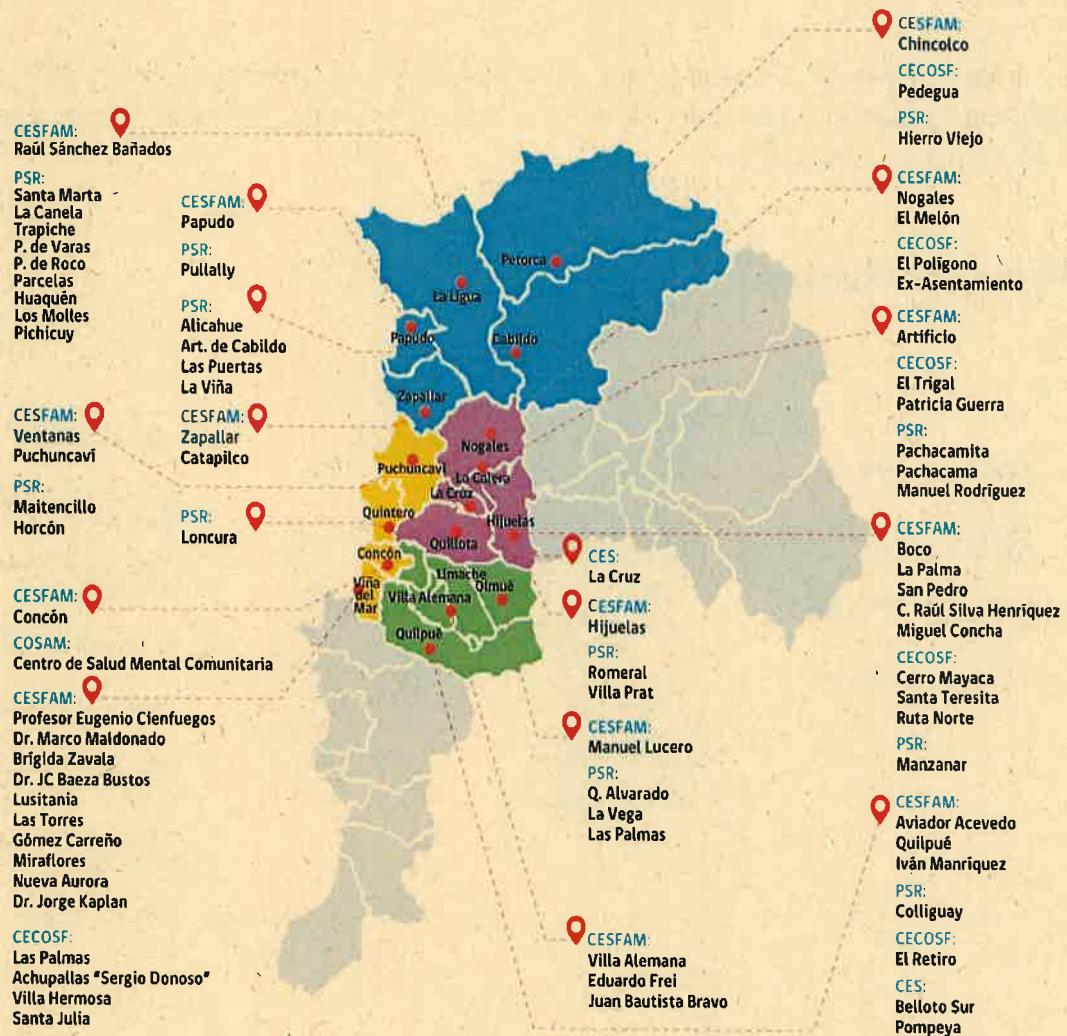 CESFAM:
Raúl Sánchez Bañados
PSR:
Santa Marta
La Canela
Trapiche
P. de Varas
P. de Roco
Parcelas
Huaquén
Los Molles
Pichicuy
CESFAM:
Papudo
PSR:
Pullally
PSR:
Alicahue
Art. de Cabildo
Las Puertas
La Viña
CESFAM:
Ventanas
Puchuncaví
PSR:
Maitencillo
Horcón
CESFAM:
Zapallar
Catapilco
PSR:
Loncura
CESFAM:
Concón
COSAM:
Centro de Salud Mental Comunitaria
CESFAM:
Profesor Eugenio Cienfuegos
Dr. Marco Maldonado
Brígida Zavala
Dr. JC Baeza Bustos
Lusitania
Las Torres
Gómez Carreño
Miraflores
Nueva Aurora
Dr. Jorge Kaplan
CECOSF:
Las Palmas
Achupallas "Sergio Donoso"
Villa Hermosa
Santa Julia
Petorca
La Ligua
Papudo
Cabildo
Zapallar
Nogales
Puchuncaví
La Calera
La Cruz
Quintero
Hijuelas
Quillota
Concón
Limache
Olmué
Viña
del
Mar
Villa Alemana
Quilpué
CES:
La Cruz
CESFAM:
Hijuelas
PSR:
Romeral
Villa Prat
CESFAM:
Manuel Lucero
PSR:
Q. Alvarado
La Vega
Las Palmas
CESFAM:
Villa Alemana
Eduardo Frei
Juan Bautista Bravo
CESFAM:
Chincolco
CECOSF:
Pedegua
PSR:
Hierro Viejo
CESFAM:
Nogales
El Melón
CECOSF:
El Polígono
Ex-Asentamiento
CESFAM:
Artificio
CECOSF:
El Trigal
Patricia Guerra
PSR:
Pachacamita
Pachacama
Manuel Rodríguez
CESFAM:
Boco
La Palma
San Pedro
C. Raúl Silva Henríquez
Miguel Concha
CECOSF:
Cerro Mayaca
Santa Teresita
Ruta Norte
PSR:
Manzanar
CESFAM:
Aviador Acevedo
Quilpué
Iván Manríquez
PSR:
Colliguay
CECOSF:
El Retiro
CES:
Belloto Sur
Pompeya